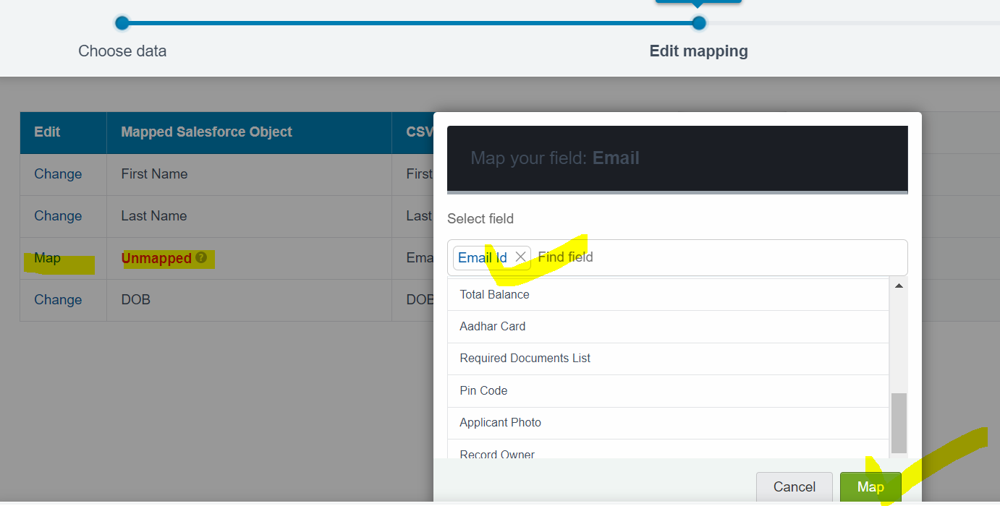 Choose data
Edit mapping
Edit Mapped Salesforce Object CSV
Change First Name First
Change Last Name Last
Map Unmapped ? Ema
Change DOB DOB
Map your field: Email
Select field
Email Id × Find field
Total Balance
Aadhar Card
Required Documents List
Pin Code
Applicant Photo
Record Owner
Cancel Map